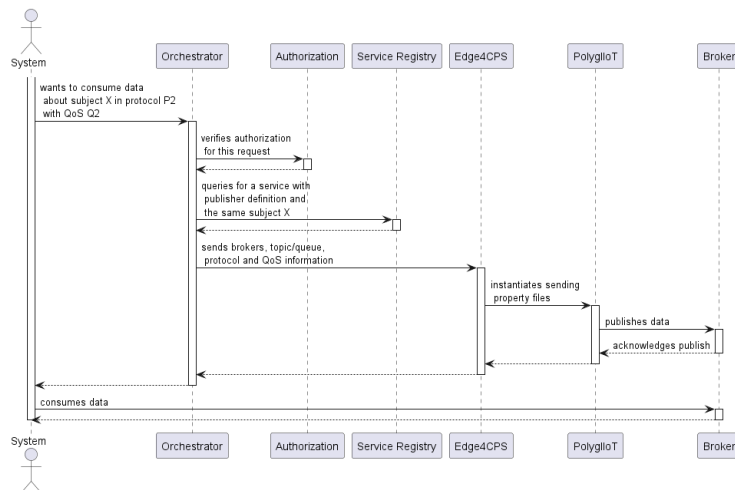 System
Orchestrator
Authorization
Service Registry
Edge4CPS
PolyglIoT
Broker
wants to consume data
about subject X in protocol P2
with QoS Q2
verifies authorization
for this request
queries for a service with
publisher definition and
the same subject X
sends brokers, topic/queue,
protocol and QoS information
instantiates sending
property files
publishes data
acknowledges publish
consumes data
System
Orchestrator
Authorization
Service Registry
Edge4CPS
PolyglIoT
Broker